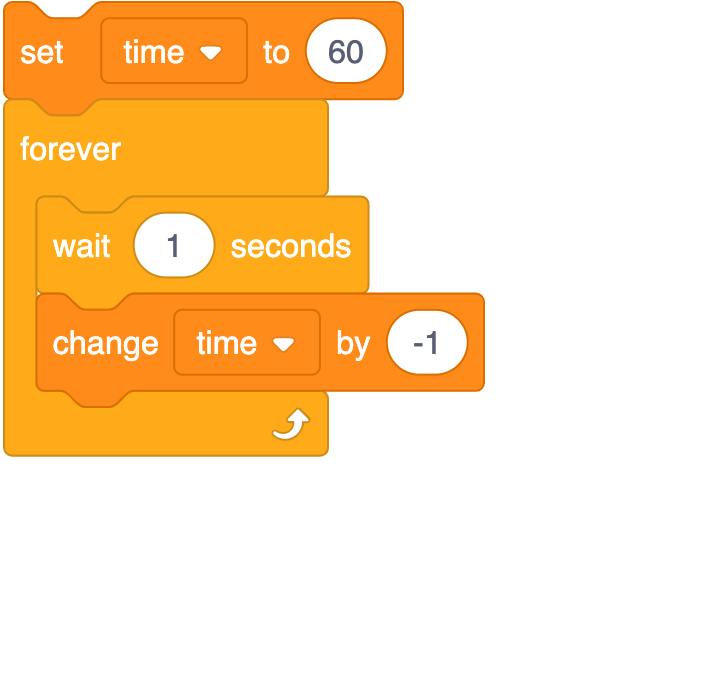 set time to 60
forever
wait 1 seconds
change time by -1